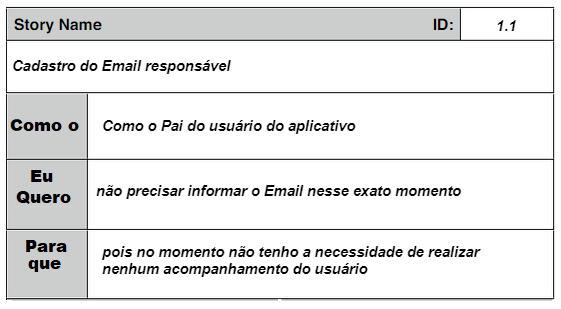 Story Name ID: 1.1
Cadastro do Email responsável
Como o Como o Pai do usuário do aplicativo
Eu
Quero
não precisar informar o Email nesse exato momento
Para
que
pois no momento não tenho a necessidade de realizar
nenhum acompanhamento do usuário